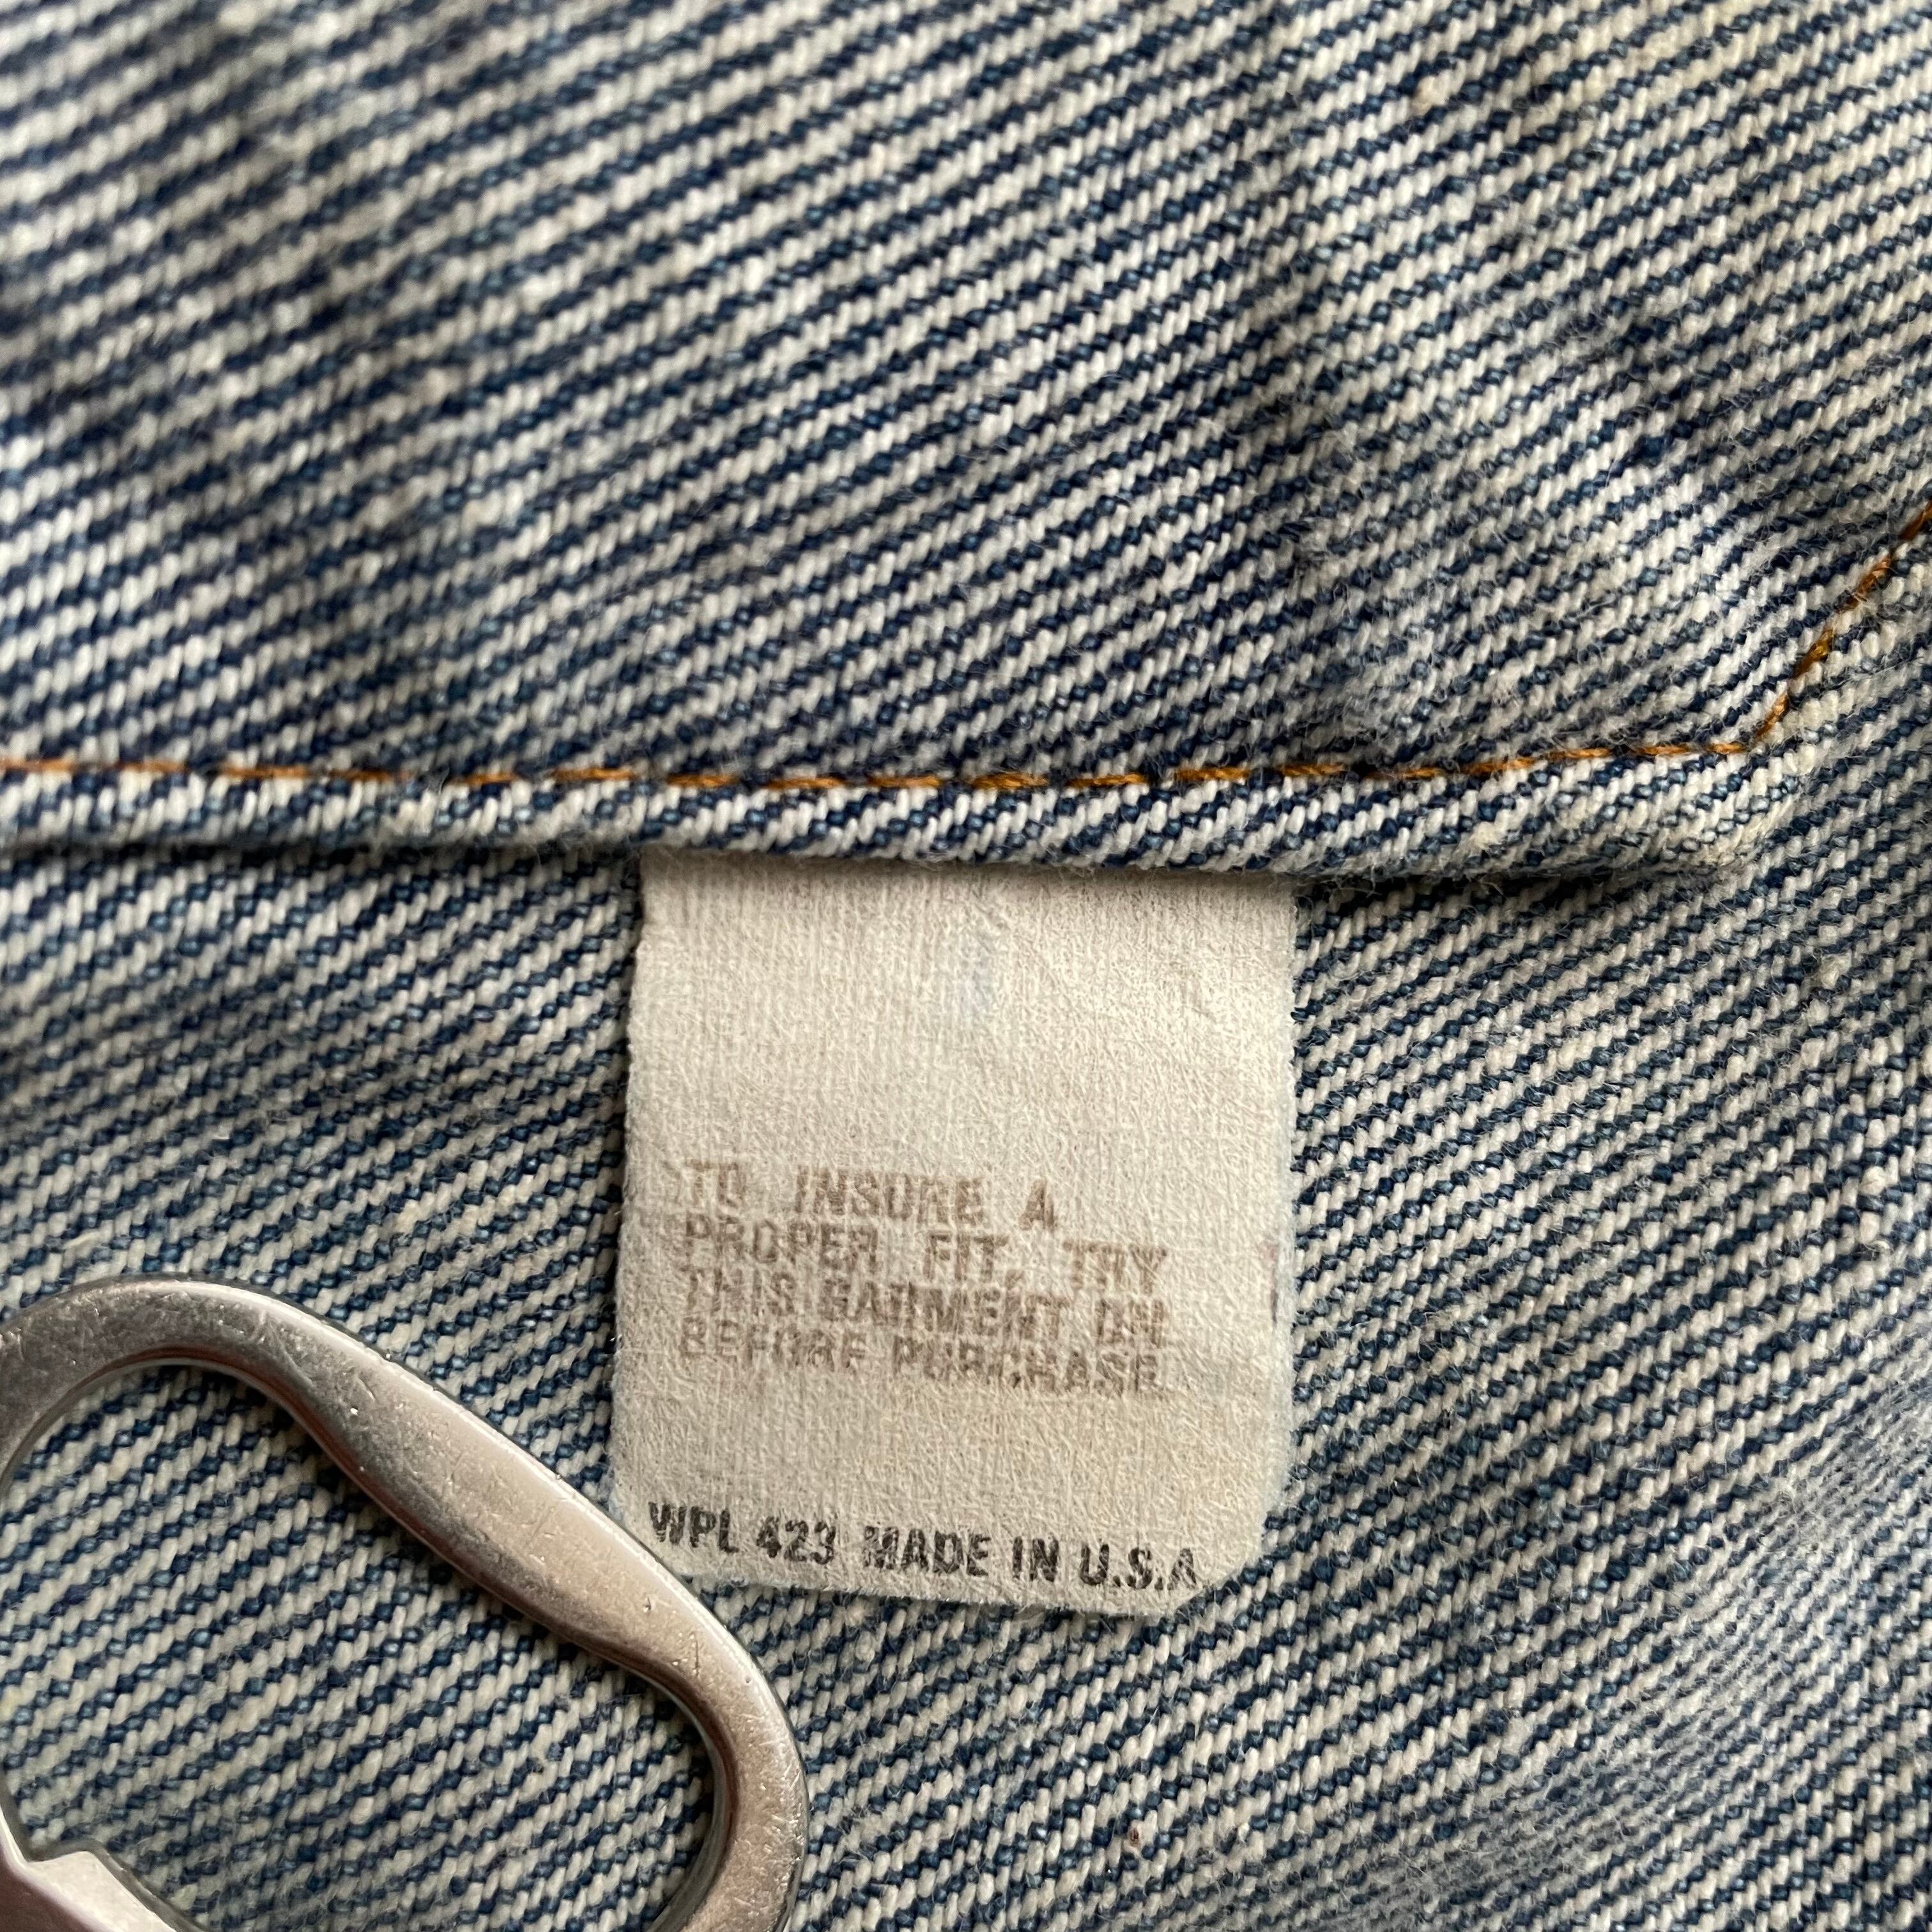 TO INSURE A
PROPER FIT, TRY
THIS GARMENT ON
BEFORE PURCHASE
WPL 423 MADE IN U.S.A